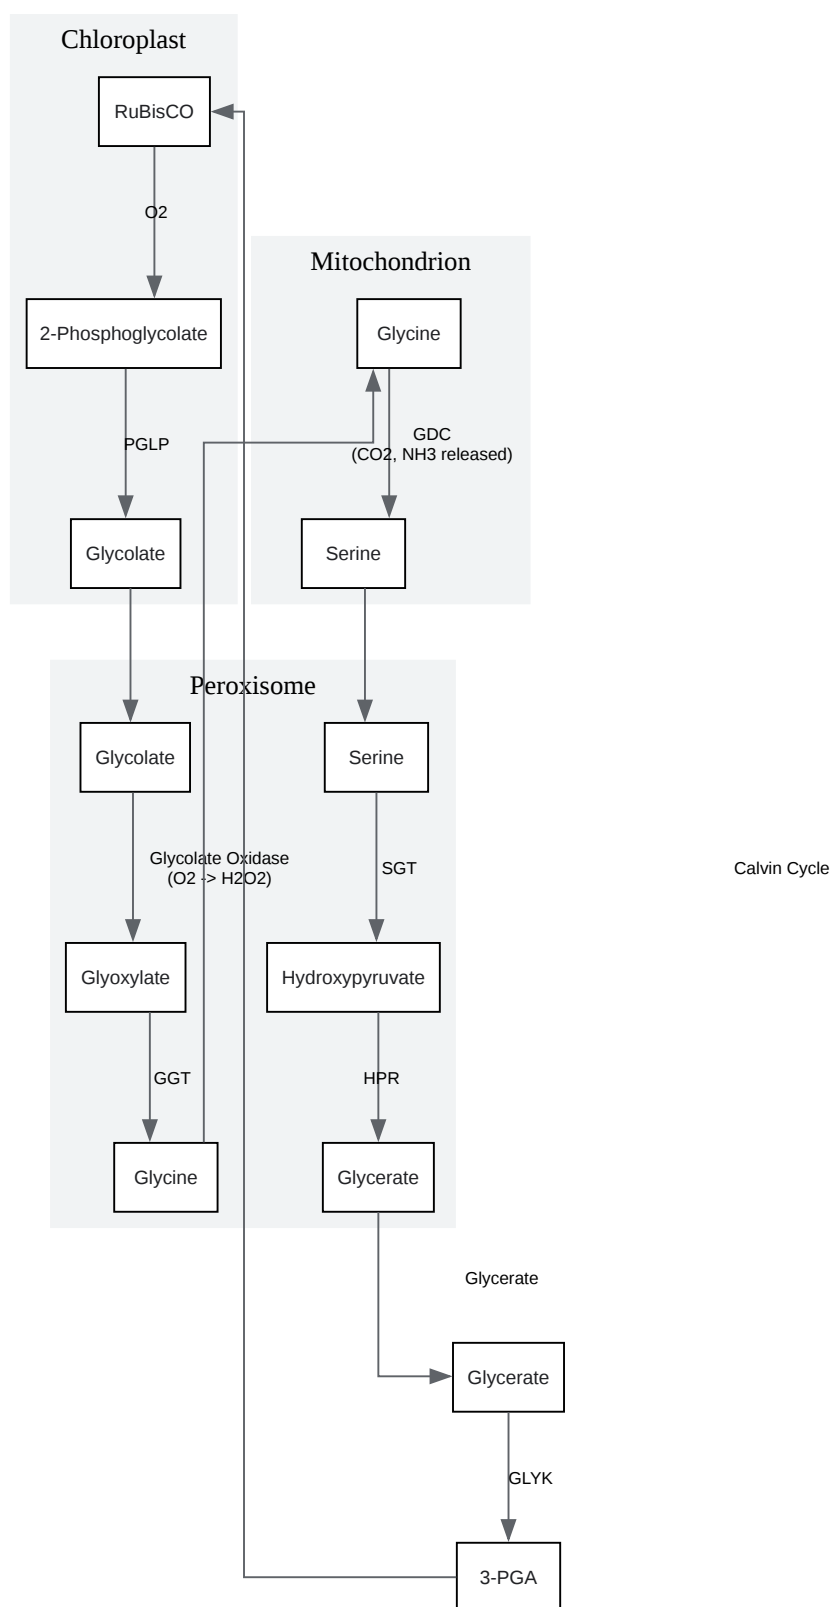 Chloroplast
RuBisCO
O2
Mitochondrion
2-Phosphoglycolate
Glycine
PGLP
GDC
(CO2, NH3 released)
Glycolate
Serine
Peroxisome
Glycolate
Serine
Glycolate Oxidase
(O2 -> H2O2)
SGT
Calvin Cycle
Glyoxylate
Hydroxypyruvate
GGT
HPR
Glycine
Glycerate
Glycerate
Glycerate
GLYK
3-PGA